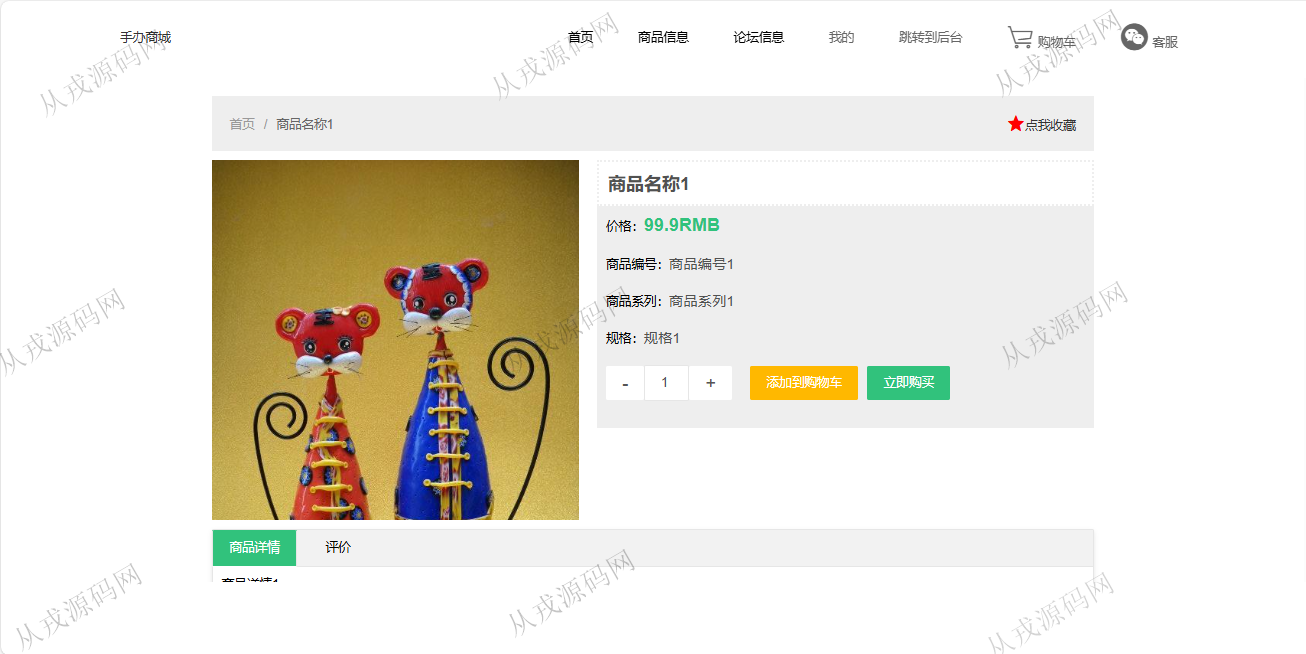 手办商城
首页
商品信息
论坛信息
我的
跳转到后台
购物车
客服
首页 / 商品名称1
点我收藏
商品名称1
价格：99.9RMB
商品编号：商品编号1
商品系列：商品系列1
规格：规格1
- 1 +
添加到购物车
立即购买
商品详情
评价
商品详情1
从戎源码网
从戎源码网
从戎源码网
从戎源码网
从戎源码网
从戎源码网
从戎源码网
从戎源码网
从戎源码网